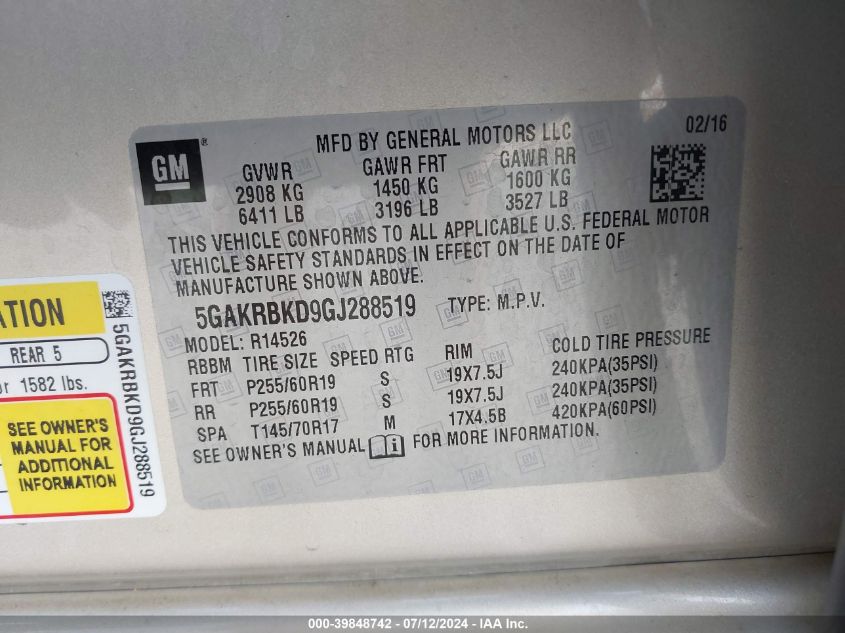 MFD BY GENERAL MOTORS LLC 02/16
GM ®
GVWR GAWR FRT GAWR RR
2908 KG 1450 KG 1600 KG
6411 LB 3196 LB 3527 LB
THIS VEHICLE CONFORMS TO ALL APPLICABLE U.S. FEDERAL MOTOR
VEHICLE SAFETY STANDARDS IN EFFECT ON THE DATE OF
MANUFACTURE SHOWN ABOVE.
5GAKRBKD9GJ288519 TYPE: M.P.V.
MODEL: R14526
RBBM TIRE SIZE SPEED RTG RIM COLD TIRE PRESSURE
FRT P255/60R19 S 19X7.5J 240KPA(35PSI)
RR P255/60R19 S 19X7.5J 240KPA(35PSI)
SPA T145/70R17 M 17X4.5B 420KPA(60PSI)
SEE OWNER'S MANUAL FOR MORE INFORMATION.
REAR 5
1582 lbs.
SEE OWNER'S
MANUAL FOR
ADDITIONAL
INFORMATION
5GAKRBKD9GJ288519
000-39848742 - 07/12/2024 - IAA Inc.